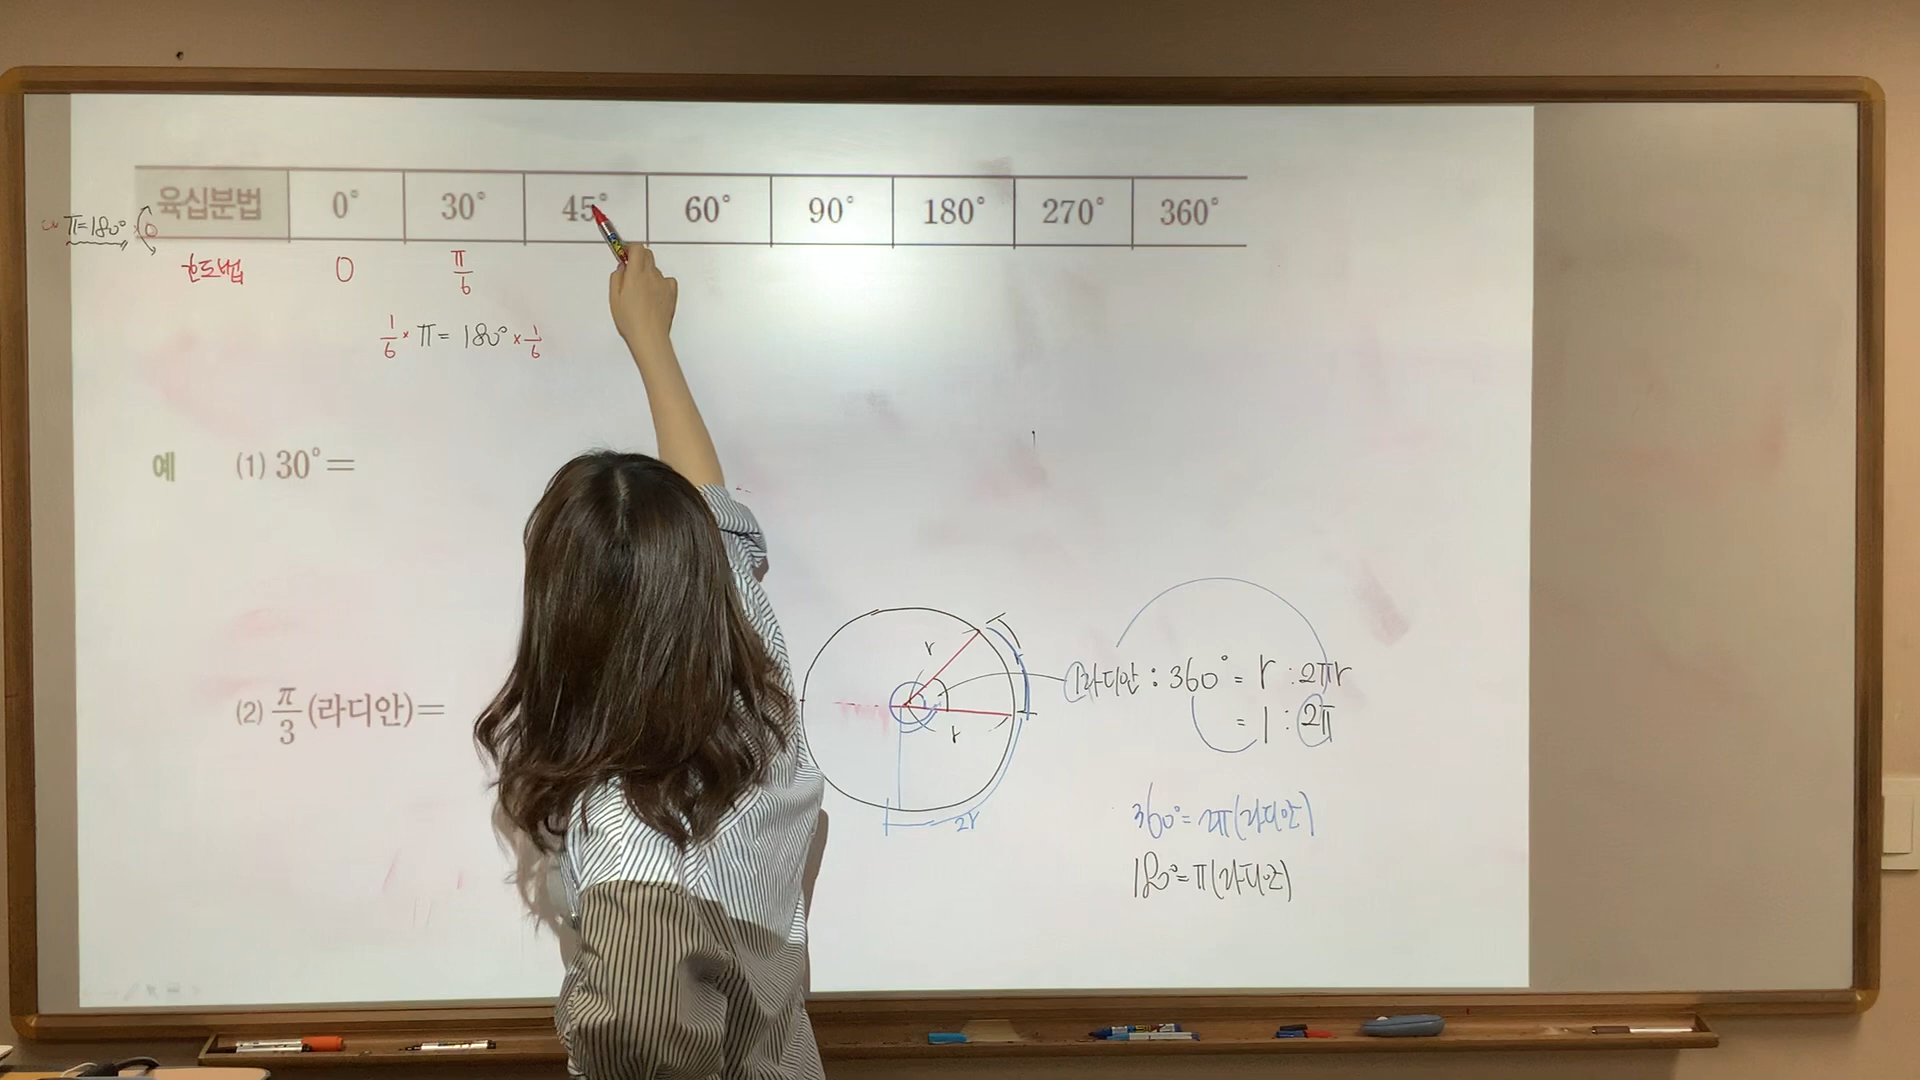 육십분법 0° 30° 45° 60° 90° 180° 270° 360°
π=180°
호도법 0 π/6
1/6 × π = 180° × 1/6
예 (1) 30°=
(2) π/3(라디안)=
r
r
r
2r
1라디안 : 360° = r : 2πr
= 1 : 2π
360°=2π(라디안)
180°=π(라디안)